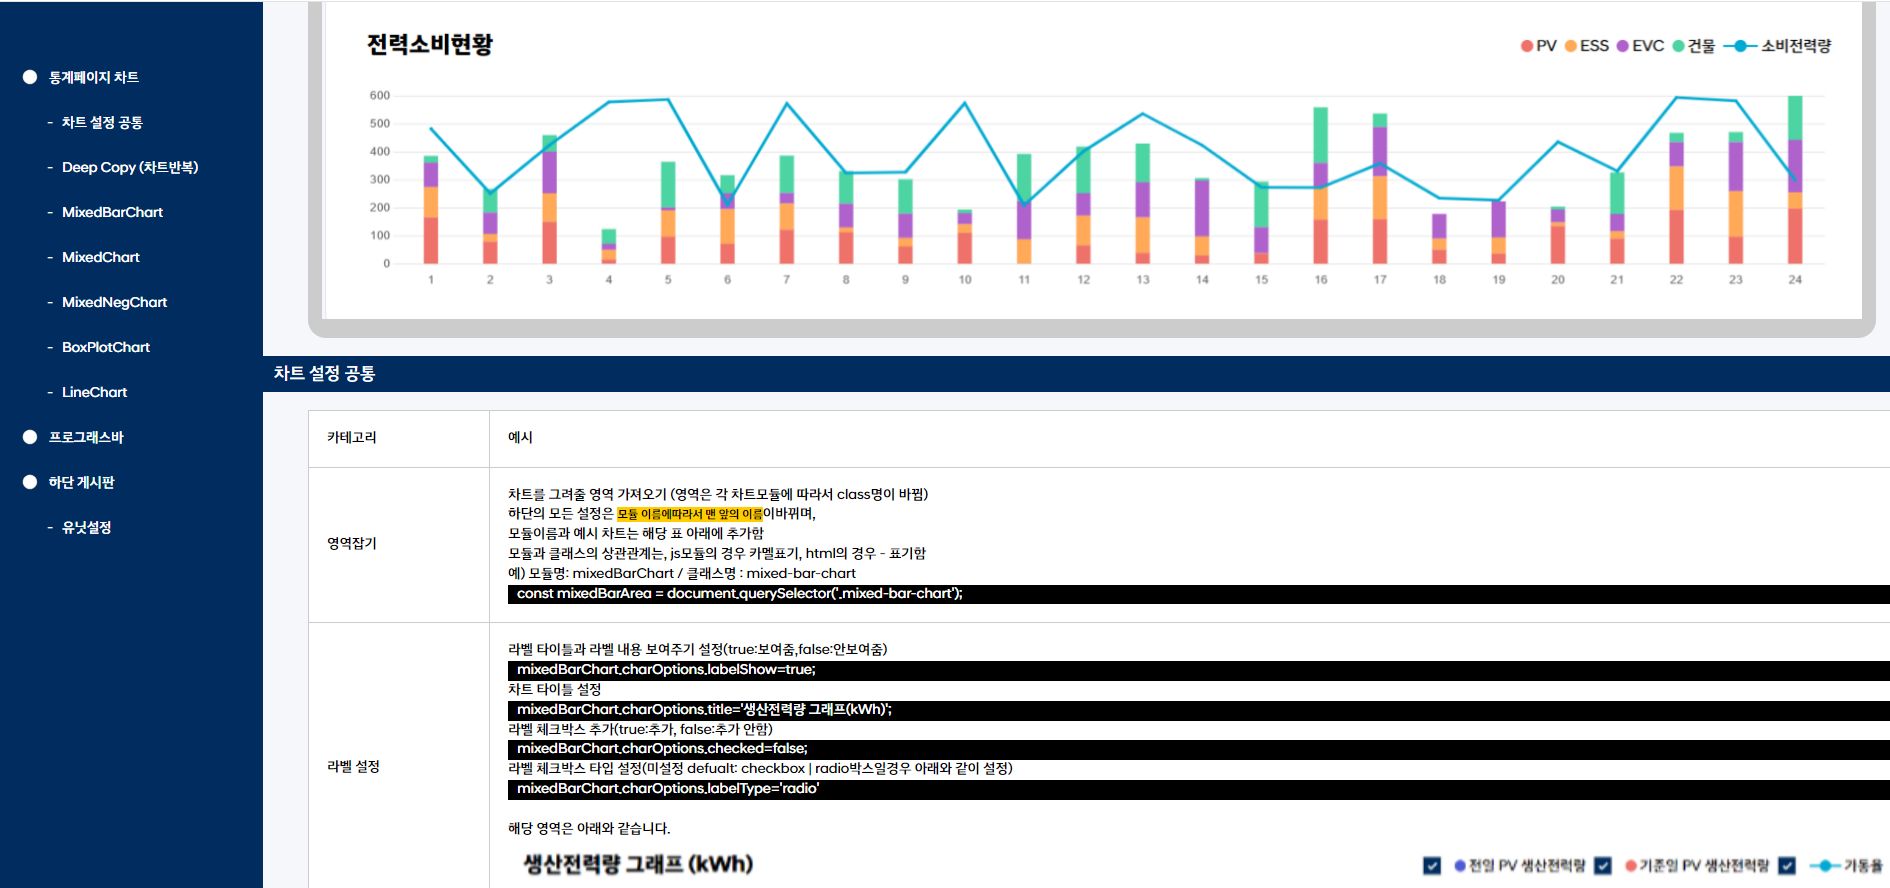 통계페이지 차트
- 차트 설정 공통
- Deep Copy (차트반복)
- MixedBarChart
- MixedChart
- MixedNegChart
- BoxPlotChart
- LineChart
프로그래스바
하단 게시판
- 유닛설정
전력소비현황
PV ESS EVC 건물 소비전력량
600
500
400
300
200
100
0
1 2 3 4 5 6 7 8 9 10 11 12 13 14 15 16 17 18 19 20 21 22 23 24
차트 설정 공통
카테고리 예시
영역잡기
차트를 그려줄 영역 가져오기 (영역은 각 차트모듈에 따라서 class명이 바뀜)
하단의 모든 설정은 모듈 이름에따라서 맨 앞의 이름이바뀌며,
모듈이름과 예시 차트는 해당 표 아래에 추가함
모듈과 클래스의 상관관계는, js모듈의 경우 카멜표기, html의 경우 - 표기함
예) 모듈명: mixedBarChart / 클래스명 : mixed-bar-chart
const mixedBarArea = document.querySelector('.mixed-bar-chart');
라벨 설정
라벨 타이틀과 라벨 내용 보여주기 설정(true:보여줌,false:안보여줌)
mixedBarChart.charOptions.labelShow=true;
차트 타이틀 설정
mixedBarChart.charOptions.title='생산전력량 그래프(kWh)';
라벨 체크박스 추가(true:추가, false:추가 안함)
mixedBarChart.charOptions.checked=false;
라벨 체크박스 타입 설정(미설정 defualt: checkbox | radio박스일경우 아래와 같이 설정)
mixedBarChart.charOptions.labelType='radio'
해당 영역은 아래와 같습니다.
생산전력량 그래프 (kWh)
전일 PV 생산전력량 기준일 PV 생산전력량 가동율